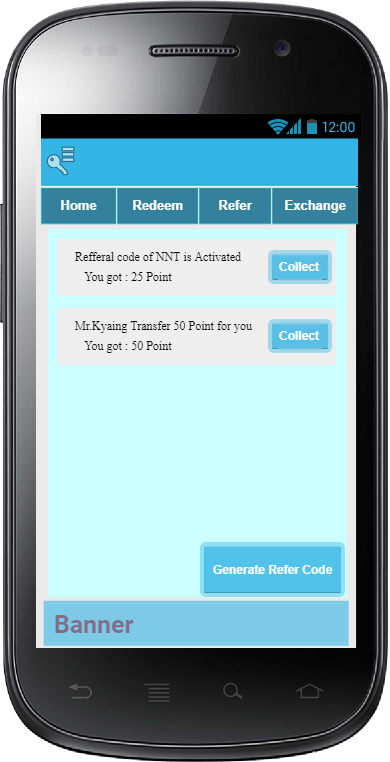 12:00
Home Redeem Refer Exchange
Refferal code of NNT is Activated
You got : 25 Point
Collect
Mr.Kyaing Transfer 50 Point for you
You got : 50 Point
Collect
Generate Refer Code
Banner